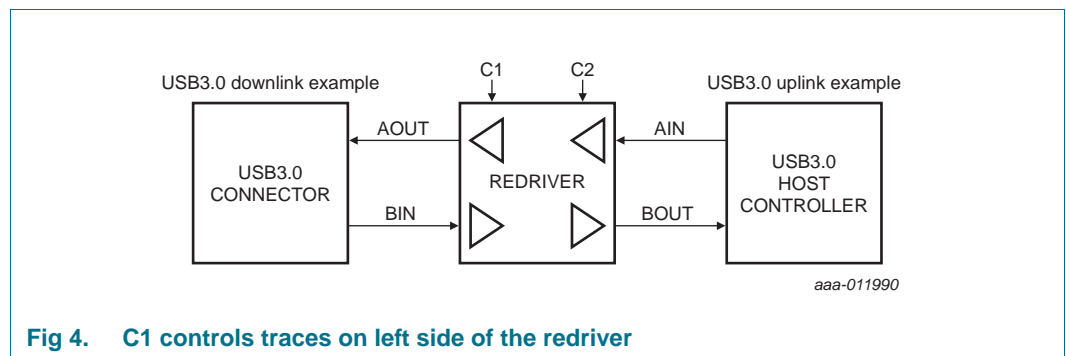 C1
C2
USB3.0 downlink example
USB3.0 uplink example
AOUT
AIN
USB3.0
CONNECTOR
REDRIVER
USB3.0
HOST
CONTROLLER
BIN
BOUT
aaa-011990
Fig 4. C1 controls traces on left side of the redriver